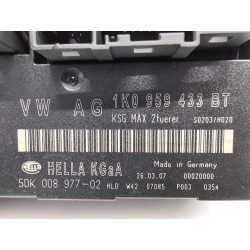 VW AG 1K0 959 433 BT
KSG MAX 2tuerer S0203/H020
Made in Germany
HELLA KGaA 26.03.07 00020000
5DK 008 977-02 HLO W42 07085 P003 0354